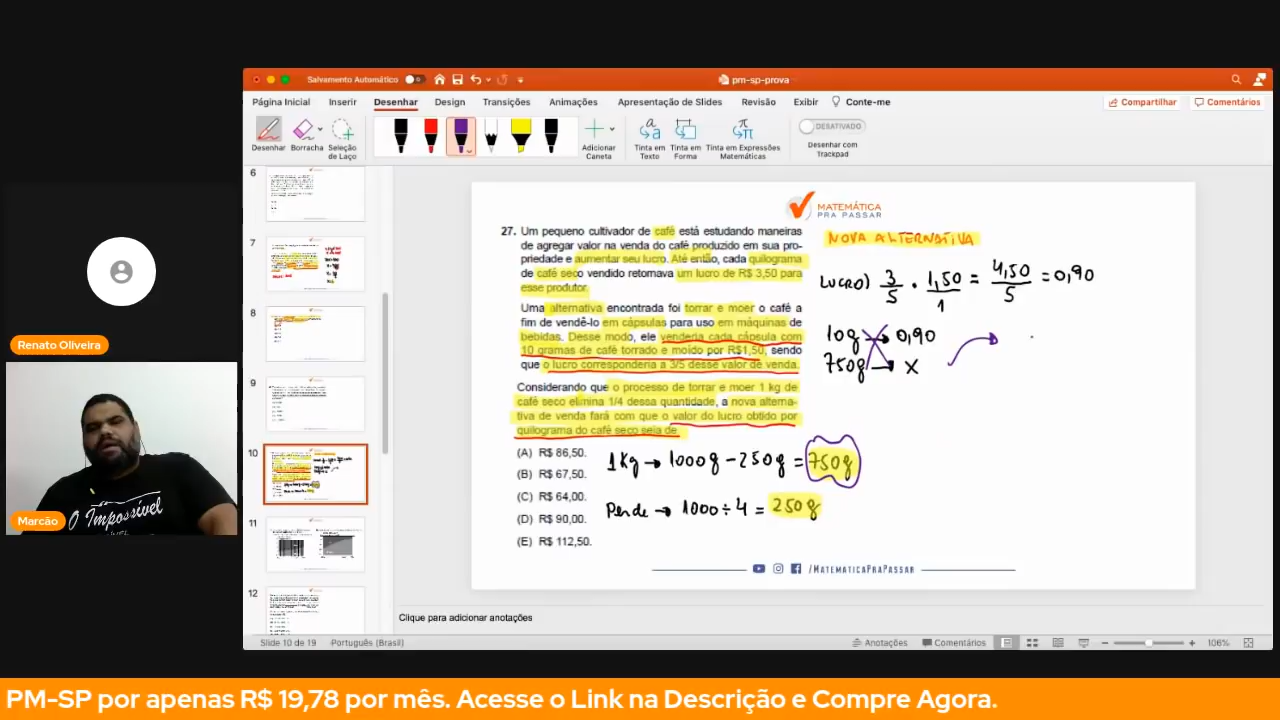 Salvamento Automático
pm-sp-prova
Página Inicial Inserir Desenhar Design Transições Animações Apresentação de Slides Revisão Exibir Conte-me Compartilhar Comentários
Desenhar Borracha Seleção de Laço Adicionar Caneta Tinta em Texto Tinta em Forma Tinta em Expressões Matemáticas DESATIVADO Desenhar com Trackpad
6
7
8
9
10
11
12
MATEMÁTICA
PRA PASSAR
27. Um pequeno cultivador de café está estudando maneiras
de agregar valor na venda do café produzido em sua pro-
priedade e aumentar seu lucro. Até então, cada quilograma
de café seco vendido retornava um lucro de R$ 3,50 para
esse produtor.
Uma alternativa encontrada foi torrar e moer o café a
fim de vendê-lo em cápsulas para uso em máquinas de
bebidas. Desse modo, ele venderia cada cápsula com
10 gramas de café torrado e moído por R$1,50, sendo
que o lucro corresponderia a 3/5 desse valor de venda.
Considerando que o processo de torrar e moer 1 kg de
café seco elimina 1/4 dessa quantidade, a nova alterna-
tiva de venda fará com que o valor do lucro obtido por
quilograma do café seco seja de
(A) R$ 86,50.
(B) R$ 67,50.
(C) R$ 64,00.
(D) R$ 90,00.
(E) R$ 112,50.
NOVA ALTERNATIVA
LUCRO) 3/5 • 1,50/1 = 4,50/5 = 0,90
10g → 0,90
750g → X
1Kg → 1000g - 250g = 750g
Perde → 1000 ÷ 4 = 250g
/MATEMATICAPRAPASSAR
Clique para adicionar anotações
Slide 10 de 19 Português (Brasil) Anotações Comentários 106%
Renato Oliveira
O Impossível
Marcão
PM-SP por apenas R$ 19,78 por mês. Acesse o Link na Descrição e Compre Agora.